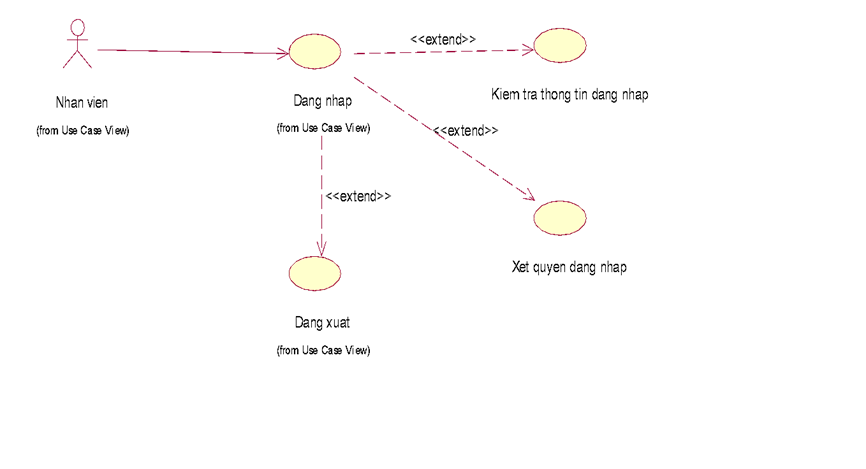 <<extend>>
Kiem tra thong tin dang nhap
Nhan vien
(from Use Case View)
Dang nhap
(from Use Case View)
<<extend>>
<<extend>>
Xet quyen dang nhap
Dang xuat
(from Use Case View)